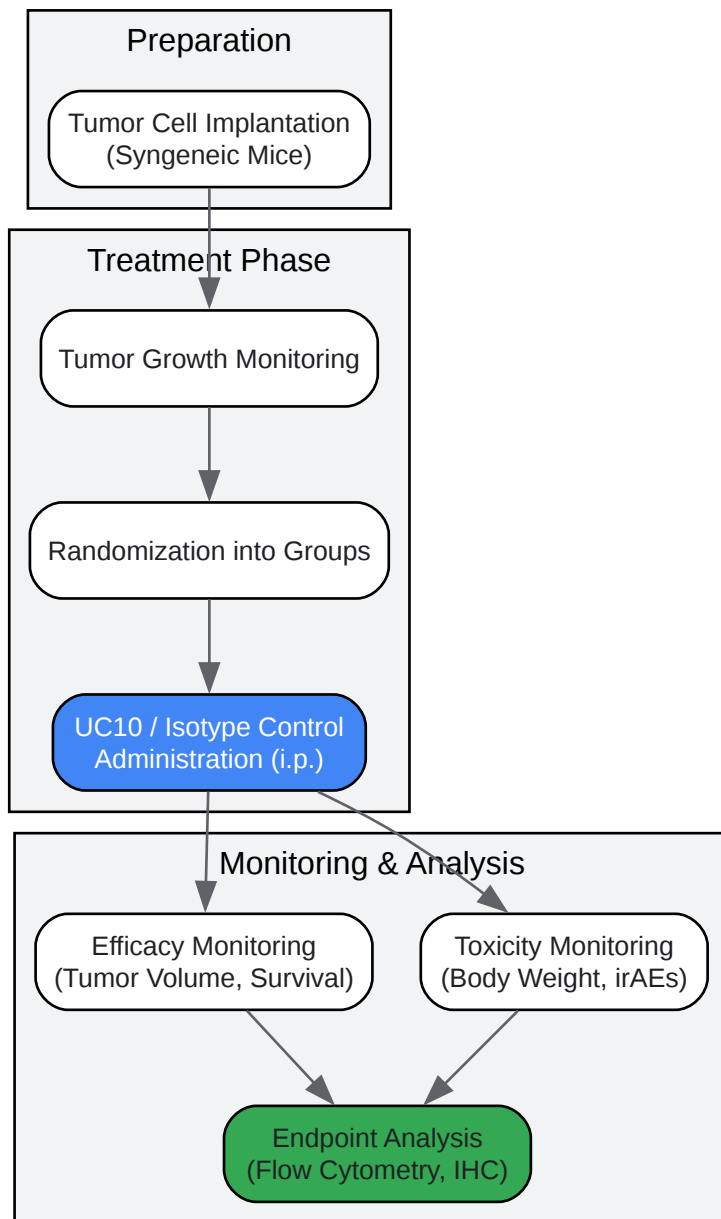 Preparation
Tumor Cell Implantation
(Syngeneic Mice)
Treatment Phase
Tumor Growth Monitoring
Randomization into Groups
UC10 / Isotype Control
Administration (i.p.)
Monitoring & Analysis
Efficacy Monitoring
(Tumor Volume, Survival)
Toxicity Monitoring
(Body Weight, irAEs)
Endpoint Analysis
(Flow Cytometry, IHC)